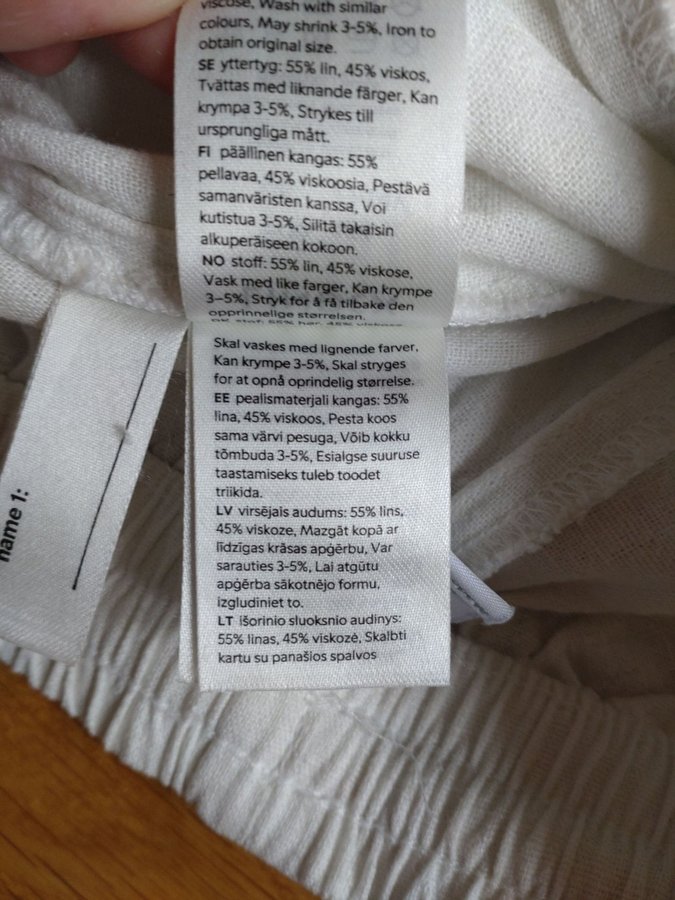 viscose, Wash with similar
colours, May shrink 3-5%, Iron to
obtain original size.
SE yttertyg: 55% lin, 45% viskos,
Tvättas med liknande färger, Kan
krympa 3-5%, Strykes till
ursprungliga mått.
FI päällinen kangas: 55%
pellavaa, 45% viskoosia, Pestävä
samanväristen kanssa, Voi
kutistua 3-5%, Silitä takaisin
alkuperäiseen kokoon.
NO stoff: 55% lin, 45% viskose,
Vask med like farger, Kan krympe
3-5%, Stryk for å få tilbake den
opprinnelige størrelsen.
DK stof: 55% hør, 45% viskose
Skal vaskes med lignende farver,
Kan krympe 3-5%, Skal stryges
for at opnå oprindelig størrelse.
EE pealismaterjali kangas: 55%
lina, 45% viskoos, Pesta koos
sama värvi pesuga, Võib kokku
tõmbuda 3-5%, Esialgse suuruse
taastamiseks tuleb toodet
triikida.
LV virsējais audums: 55% lins,
45% viskoze, Mazgāt kopā ar
līdzīgas krāsas apģērbu, Var
sarauties 3-5%, Lai atgūtu
apģērba sākotnējo formu,
izgludiniet to.
LT išorinio sluoksnio audinys:
55% linas, 45% viskozė, Skalbti
kartu su panašios spalvos
name 1: